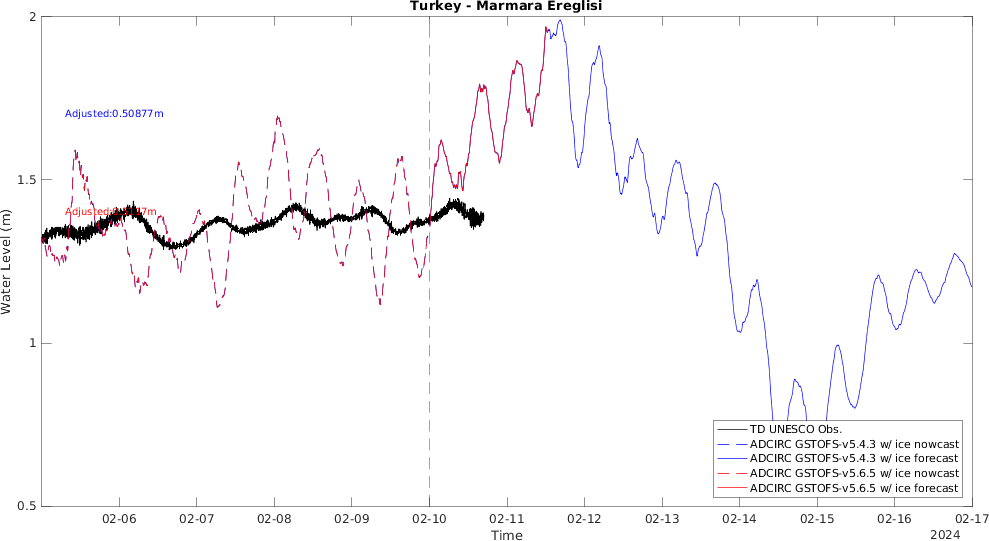 Turkey - Marmara Ereglisi
2
Adjusted:0.50877m
1.5
1
0.5
Water Level (m)
TD UNESCO Obs.
ADCIRC GSTOFS-v5.4.3 w/ ice nowcast
ADCIRC GSTOFS-v5.4.3 w/ ice forecast
ADCIRC GSTOFS-v5.6.5 w/ ice nowcast
ADCIRC GSTOFS-v5.6.5 w/ ice forecast
02-06 02-07 02-08 02-09 02-10 02-11 02-12 02-13 02-14 02-15 02-16 02-17
Time
2024